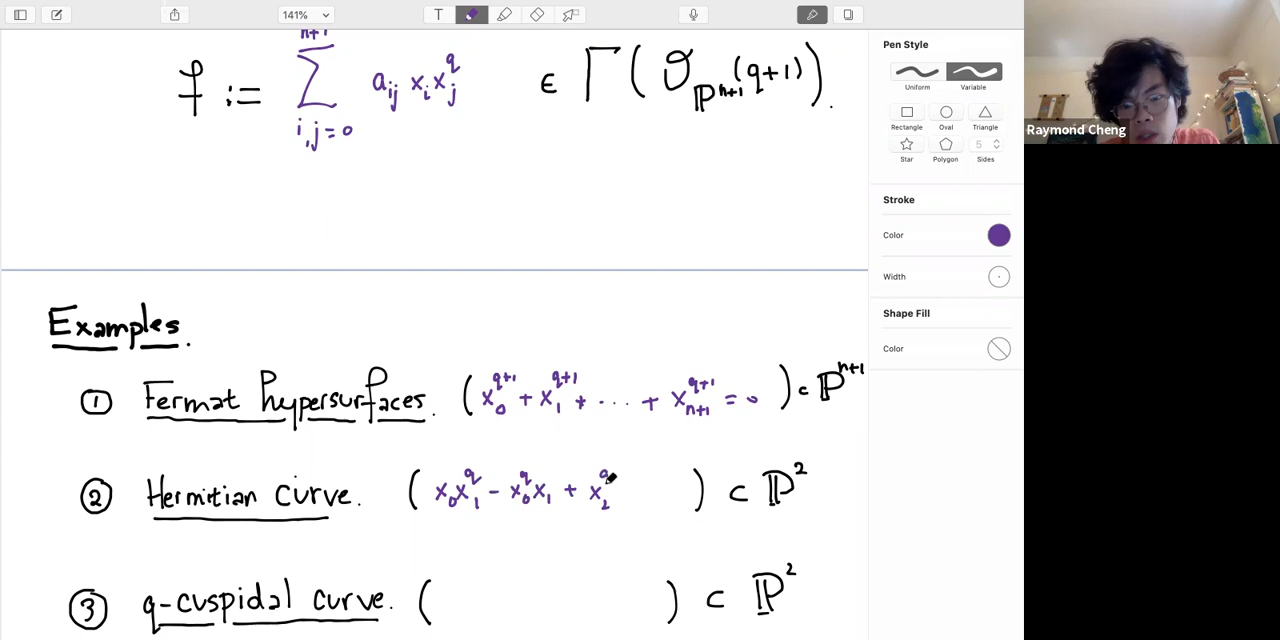 141%
T
n+1
f := Σ a_ij x_i x_j^q ∈ Γ(O_ℙ^{n+1}(q+1)).
i,j=0
Examples.
① Fermat hypersurfaces. (x_0^{q+1} + x_1^{q+1} + ... + x_{n+1}^{q+1} = 0) ⊂ ℙ^{n+1}
② Hermitian curve. (x_0x_1^q - x_0^q x_1 + x_2^q ) ⊂ ℙ^2
③ q-cuspidal curve. ( ) ⊂ ℙ^2
Pen Style
Uniform Variable
Rectangle Oval Triangle
5
Star Polygon Sides
Stroke
Color
Width
Shape Fill
Color
Raymond Cheng